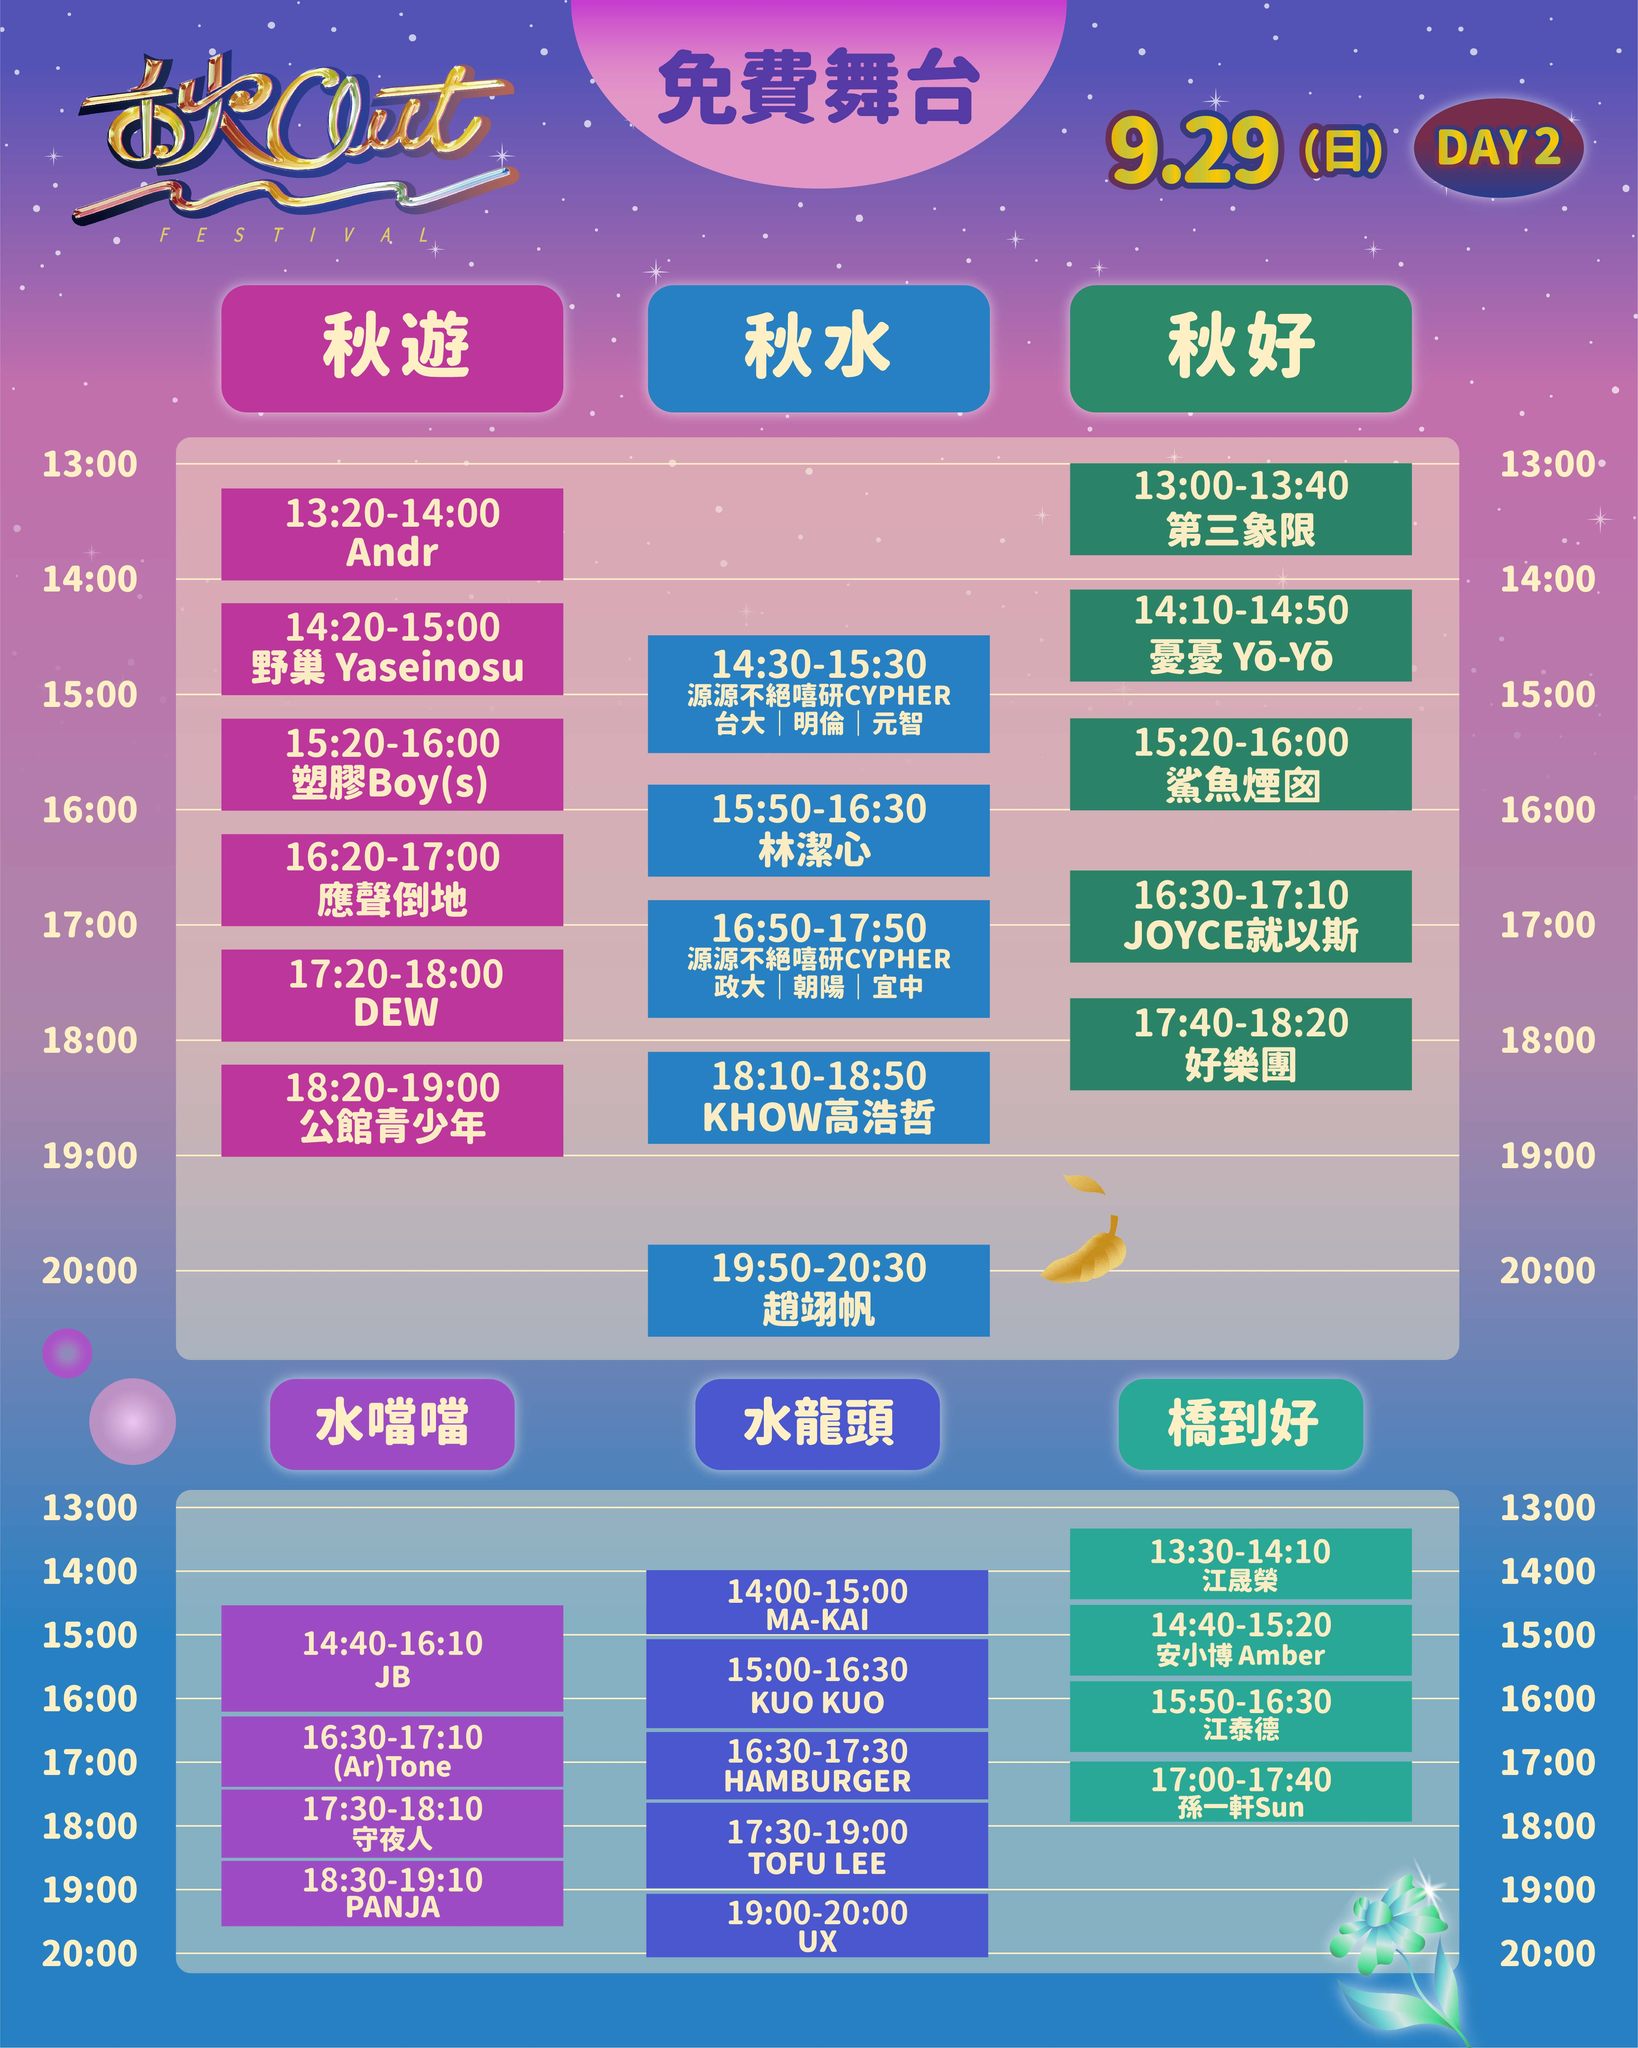 秋Out
FESTIVAL
免費舞台
9.29(日) DAY 2
秋遊
秋水
秋好
13:00
14:00
15:00
16:00
17:00
18:00
19:00
20:00
13:20-14:00
Andr
14:20-15:00
野巢 Yaseinosu
15:20-16:00
塑膠Boy(s)
16:20-17:00
應聲倒地
17:20-18:00
DEW
18:20-19:00
公館青少年
14:30-15:30
源源不絕嘻研CYPHER
台大｜明倫｜元智
15:50-16:30
林潔心
16:50-17:50
源源不絕嘻研CYPHER
政大｜朝陽｜宜中
18:10-18:50
KHOW高浩哲
19:50-20:30
趙翊帆
13:00-13:40
第三象限
14:10-14:50
憂憂 Yō-Yō
15:20-16:00
鯊魚煙囪
16:30-17:10
JOYCE就以斯
17:40-18:20
好樂團
13:00
14:00
15:00
16:00
17:00
18:00
19:00
20:00
水噹噹
水龍頭
橋到好
13:00
14:00
15:00
16:00
17:00
18:00
19:00
20:00
14:40-16:10
JB
16:30-17:10
(Ar)Tone
17:30-18:10
守夜人
18:30-19:10
PANJA
14:00-15:00
MA-KAI
15:00-16:30
KUO KUO
16:30-17:30
HAMBURGER
17:30-19:00
TOFU LEE
19:00-20:00
UX
13:30-14:10
江晟榮
14:40-15:20
安小博 Amber
15:50-16:30
江泰德
17:00-17:40
孫一軒Sun
13:00
14:00
15:00
16:00
17:00
18:00
19:00
20:00